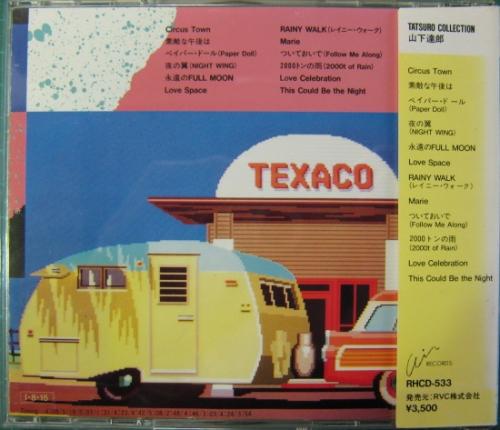 Circus Town
素敵な午後は
ペイパー・ドール(Paper Doll)
夜の翼(NIGHT WING)
永遠のFULL MOON
Love Space
RAINY WALK(レイニー・ウォーク)
Marie
ついておいで(Follow Me Along)
2000トンの雨(2000t of Rain)
Love Celebration
This Could Be the Night
TEXACO
I-8-15
TATSURO COLLECTION
山下達郎
Circus Town
素敵な午後は
ペイパー・ドール
(Paper Doll)
夜の翼
(NIGHT WING)
永遠のFULL MOON
Love Space
RAINY WALK
(レイニー・ウォーク)
Marie
ついておいで
(Follow Me Along)
2000トンの雨
(2000t of Rain)
Love Celebration
This Could Be the Night
Air
RECORDS
RHCD-533
発売元:RVC株式会社
¥3,500